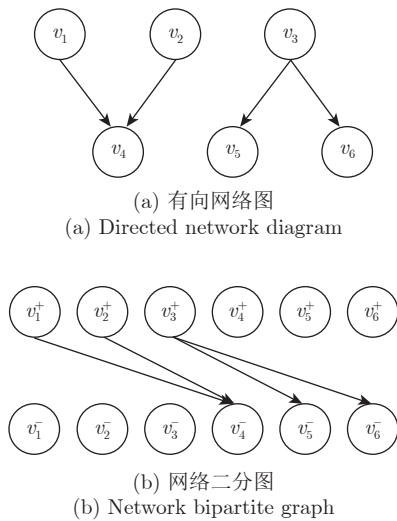 v₁ v₂ v₃
v₄ v₅ v₆
(a) 有向网络图
(a) Directed network diagram
v₁⁺ v₂⁺ v₃⁺ v₄⁺ v₅⁺ v₆⁺
v₁⁻ v₂⁻ v₃⁻ v₄⁻ v₅⁻ v₆⁻
(b) 网络二分图
(b) Network bipartite graph